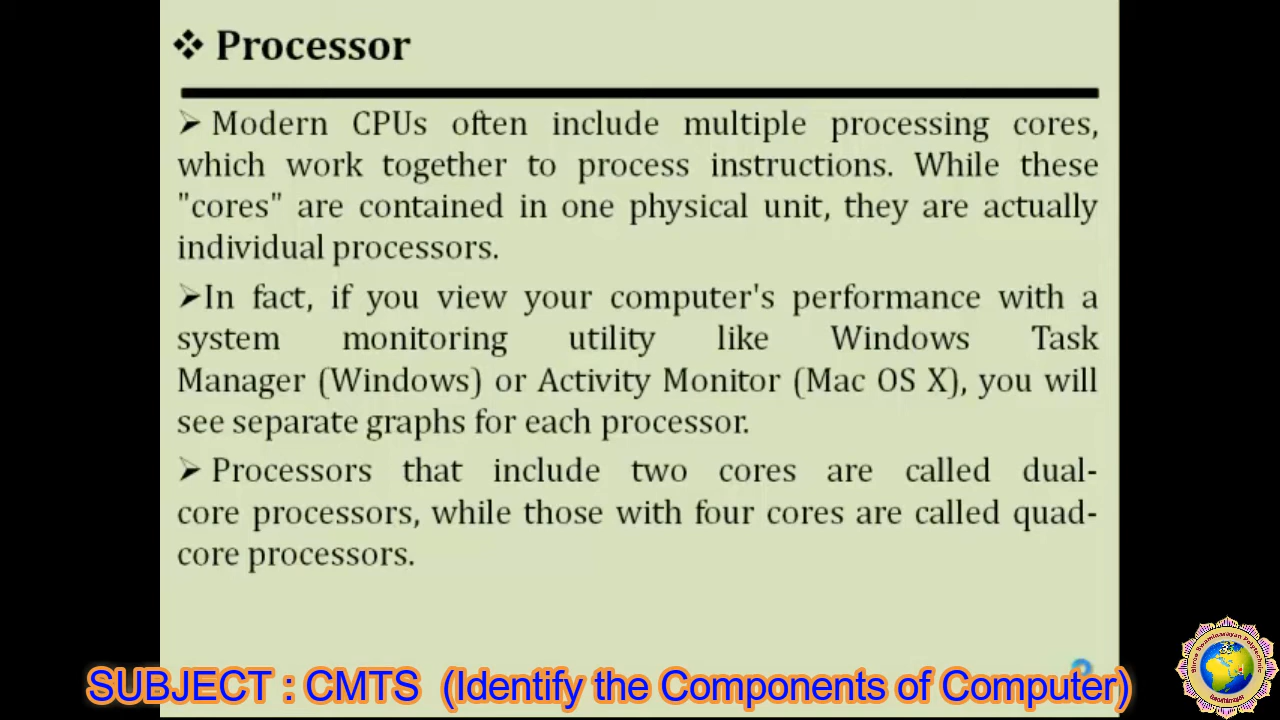 ❖ Processor
➢ Modern CPUs often include multiple processing cores,
which work together to process instructions. While these
"cores" are contained in one physical unit, they are actually
individual processors.
➢In fact, if you view your computer's performance with a
system monitoring utility like Windows Task
Manager (Windows) or Activity Monitor (Mac OS X), you will
see separate graphs for each processor.
➢ Processors that include two cores are called dual-
core processors, while those with four cores are called quad-
core processors.
SUBJECT : CMTS (Identify the Components of Computer)